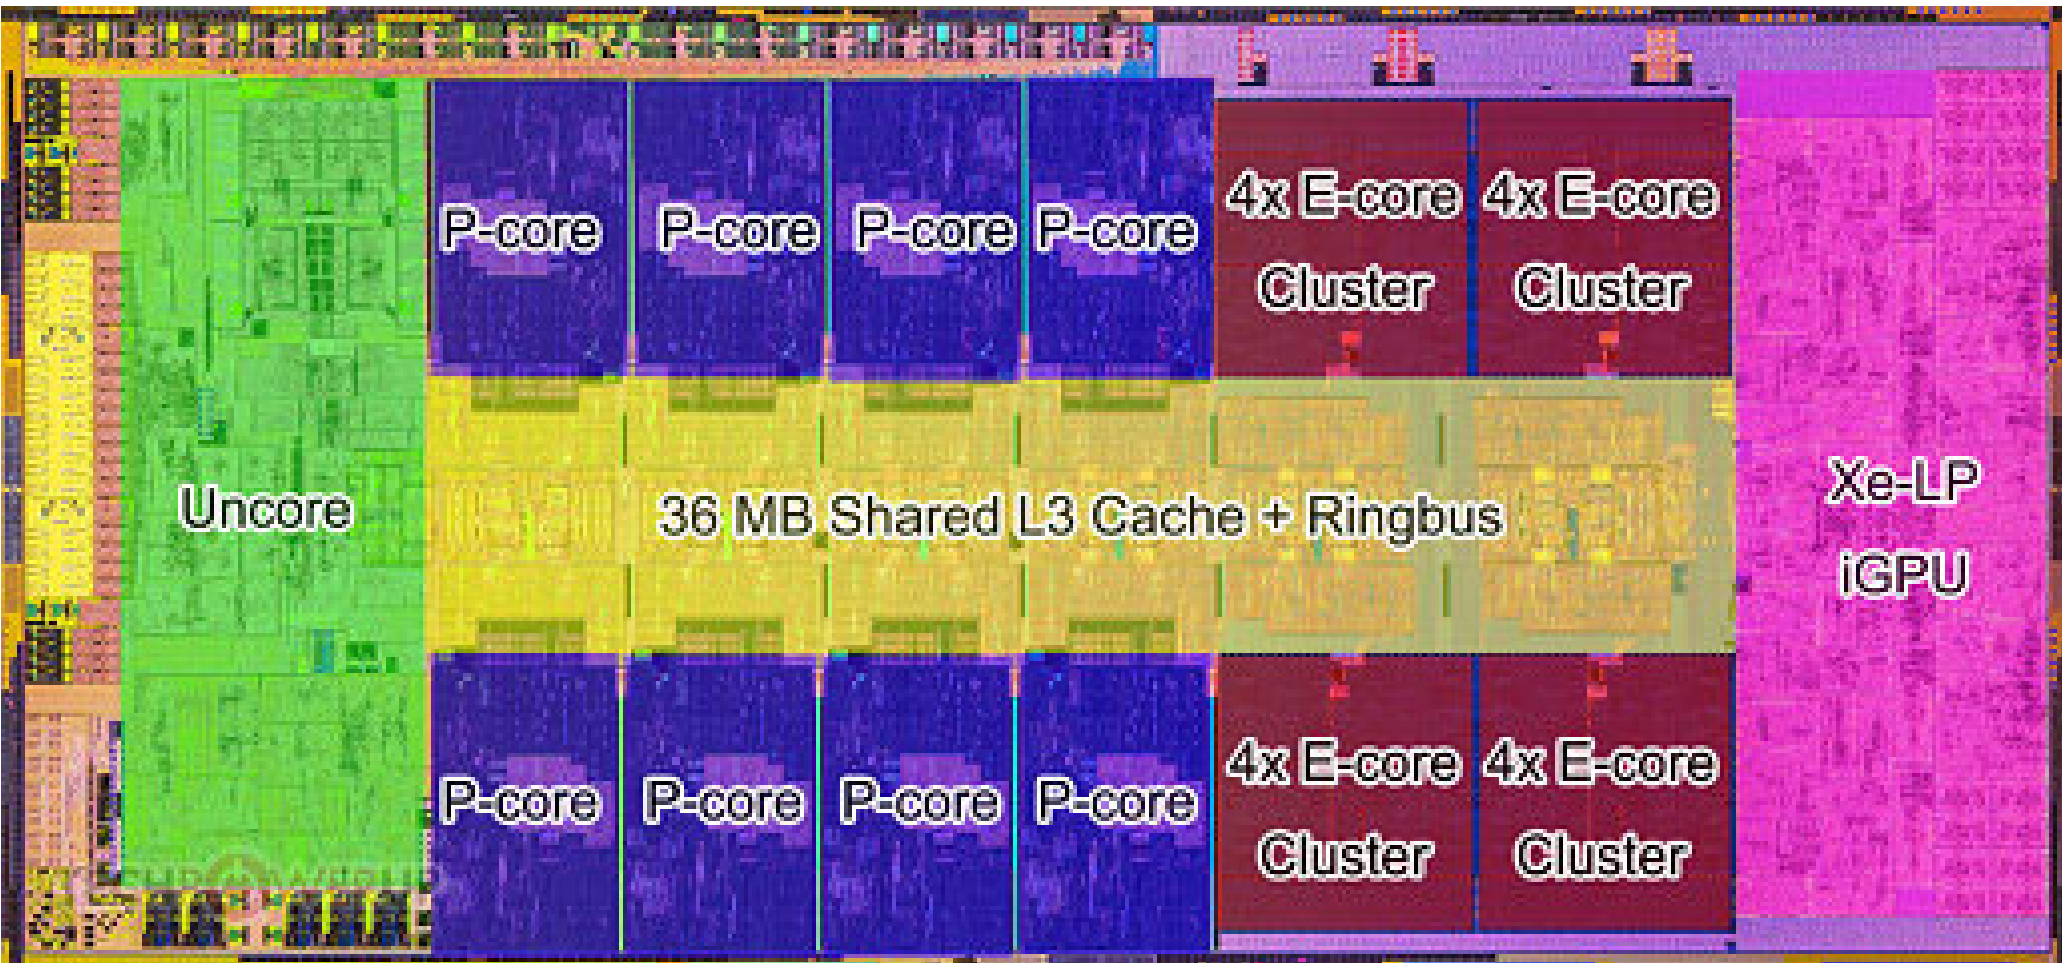 P-core
P-core
P-core
P-core
4x E-core
Cluster
4x E-core
Cluster
Uncore
36 MB Shared L3 Cache + Ringbus
Xe-LP
iGPU
P-core
P-core
P-core
P-core
4x E-core
Cluster
4x E-core
Cluster